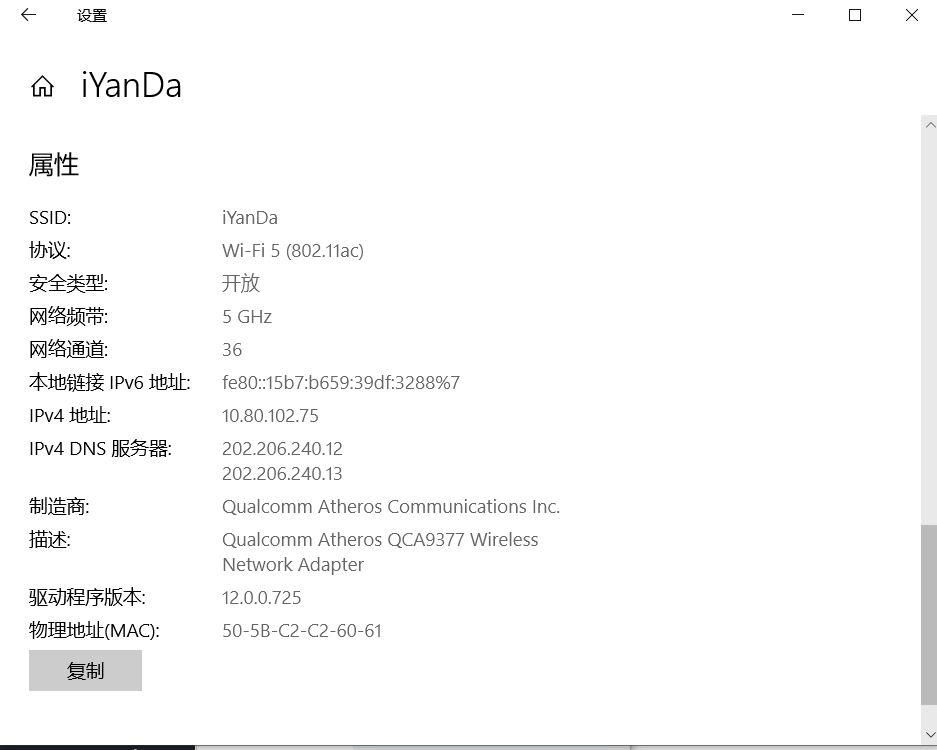 设置
iYanDa
属性
SSID: iYanDa
协议: Wi-Fi 5 (802.11ac)
安全类型: 开放
网络频带: 5 GHz
网络通道: 36
本地链接 IPv6 地址: fe80::15b7:b659:39df:3288%7
IPv4 地址: 10.80.102.75
IPv4 DNS 服务器: 202.206.240.12
202.206.240.13
制造商: Qualcomm Atheros Communications Inc.
描述: Qualcomm Atheros QCA9377 Wireless
Network Adapter
驱动程序版本: 12.0.0.725
物理地址(MAC): 50-5B-C2-C2-60-61
复制